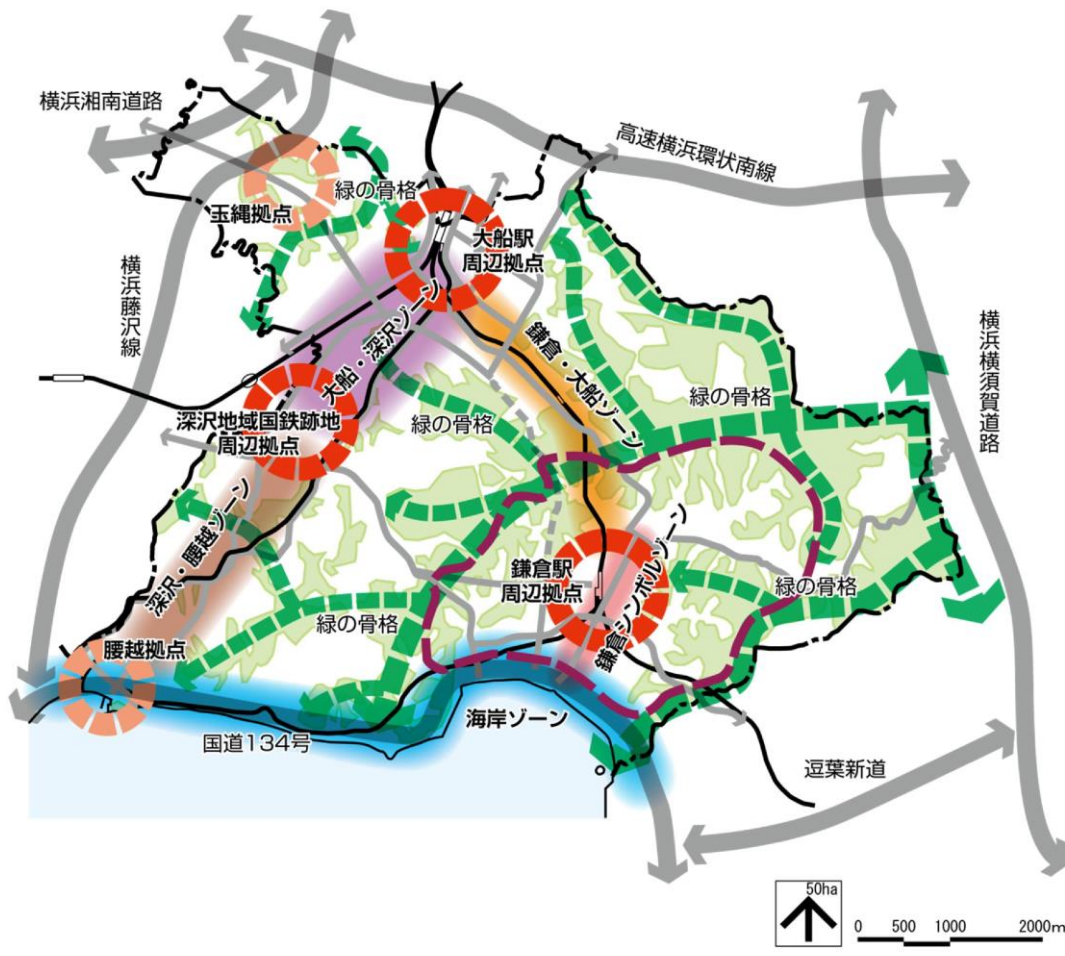 横浜湘南道路
高速横浜環状南線
緑の骨格
玉縄拠点
大船駅
周辺拠点
横浜藤沢線
横浜横須賀道路
大船・深沢ゾーン
鎌倉・大船ゾーン
緑の骨格
深沢地域国鉄跡地
周辺拠点
緑の骨格
深沢・腰越ゾーン
鎌倉駅
周辺拠点
鎌倉シンボルゾーン
緑の骨格
緑の骨格
腰越拠点
海岸ゾーン
国道134号
逗葉新道
50ha
0 500 1000 2000m